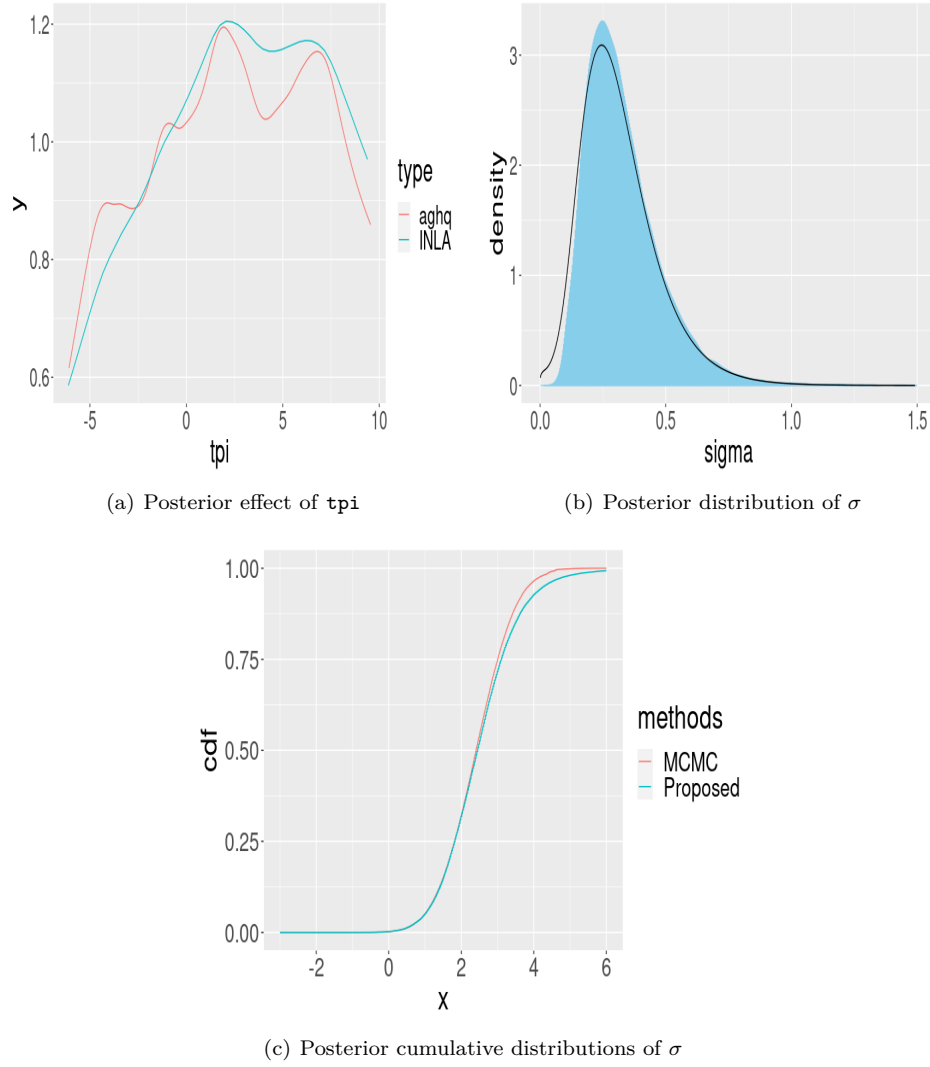 1.2
1.0
0.8
0.6
y
-5
0
5
10
tpi
type
aghq
INLA
(a) Posterior effect of tpi
3
2
1
0
density
0.0
0.5
1.0
1.5
sigma
(b) Posterior distribution of σ
1.00
0.75
0.50
0.25
0.00
cdf
-2
0
2
4
6
X
methods
MCMC
Proposed
(c) Posterior cumulative distributions of σ